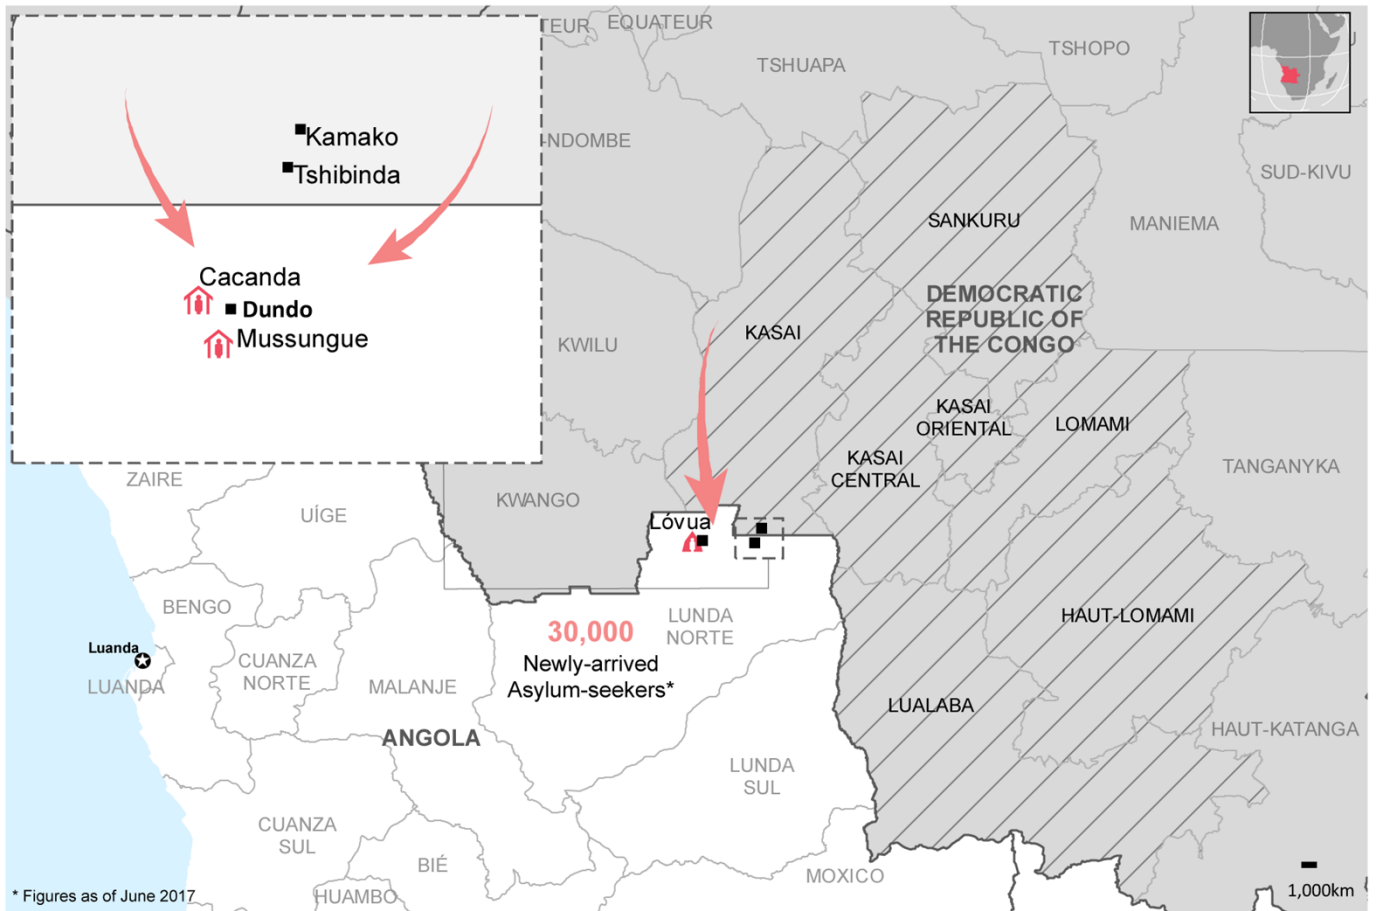 TEUR
EQUATEUR
TSHUAPA
TSHOPO
U
Kamako
Tshibinda
-NDOMBE
SUD-KIVU
SANKURU
MANIEMA
Cacanda
Dundo
Mussungue
DEMOCRATIC
REPUBLIC OF
THE CONGO
KASAI
KWILU
KASAI
ORIENTAL
LOMAMI
KASAI
CENTRAL
TANGANYKA
ZAIRE
UÍGE
KWANGO
Lóvua
BENGO
LUNDA
NORTE
HAUT-LOMAMI
30,000
Newly-arrived
Asylum-seekers*
Luanda
LUANDA
CUANZA
NORTE
MALANJE
LUALABA
HAUT-KATANGA
ANGOLA
LUNDA
SUL
CUANZA
SUL
BIÉ
MOXICO
HUAMBO
* Figures as of June 2017
1,000km